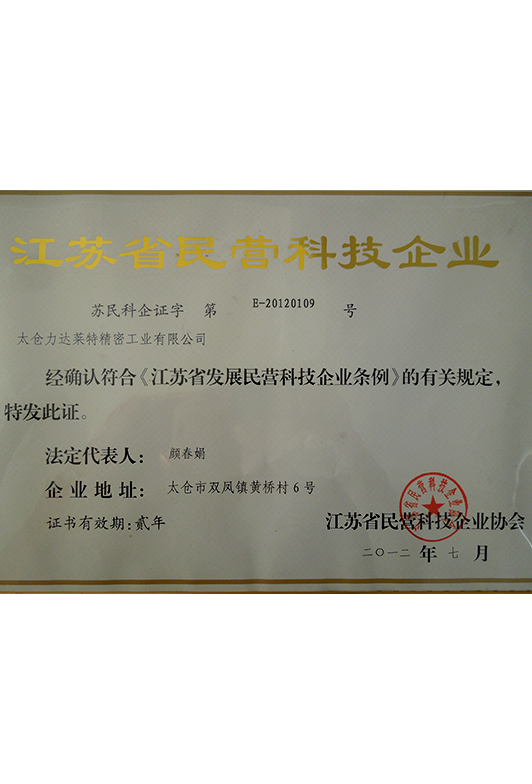 江苏省民营科技企业
苏民科企证字 第 E-20120109 号
太仓力达莱特精密工业有限公司
经确认符合《江苏省发展民营科技企业条例》的有关规定，
特发此证。
法定代表人： 颜春娟
企业地址： 太仓市双凤镇黄桥村6号
证书有效期：贰年
江苏省民营科技企业协会
二〇一二 年 七 月